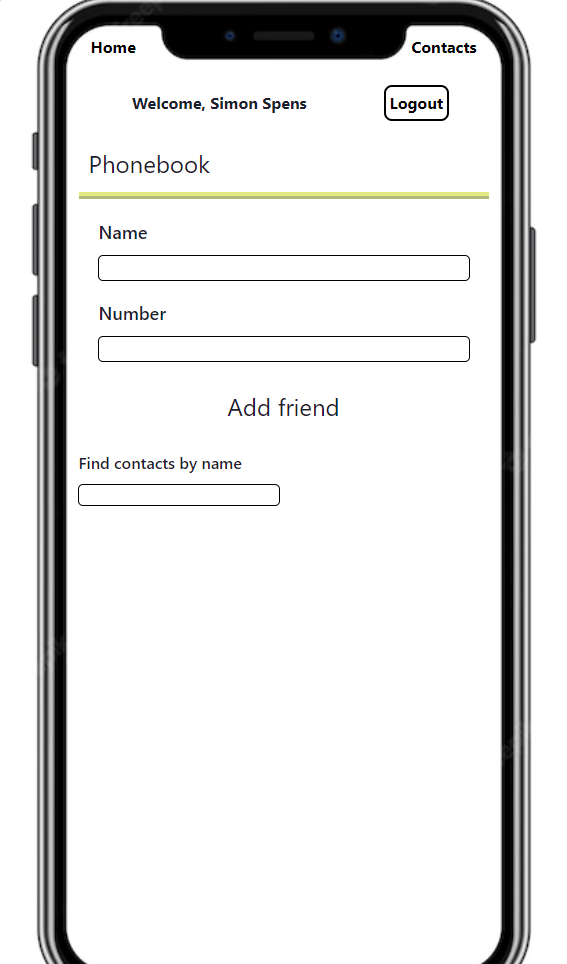 Home Contacts
Welcome, Simon Spens Logout
Phonebook
Name
Number
Add friend
Find contacts by name